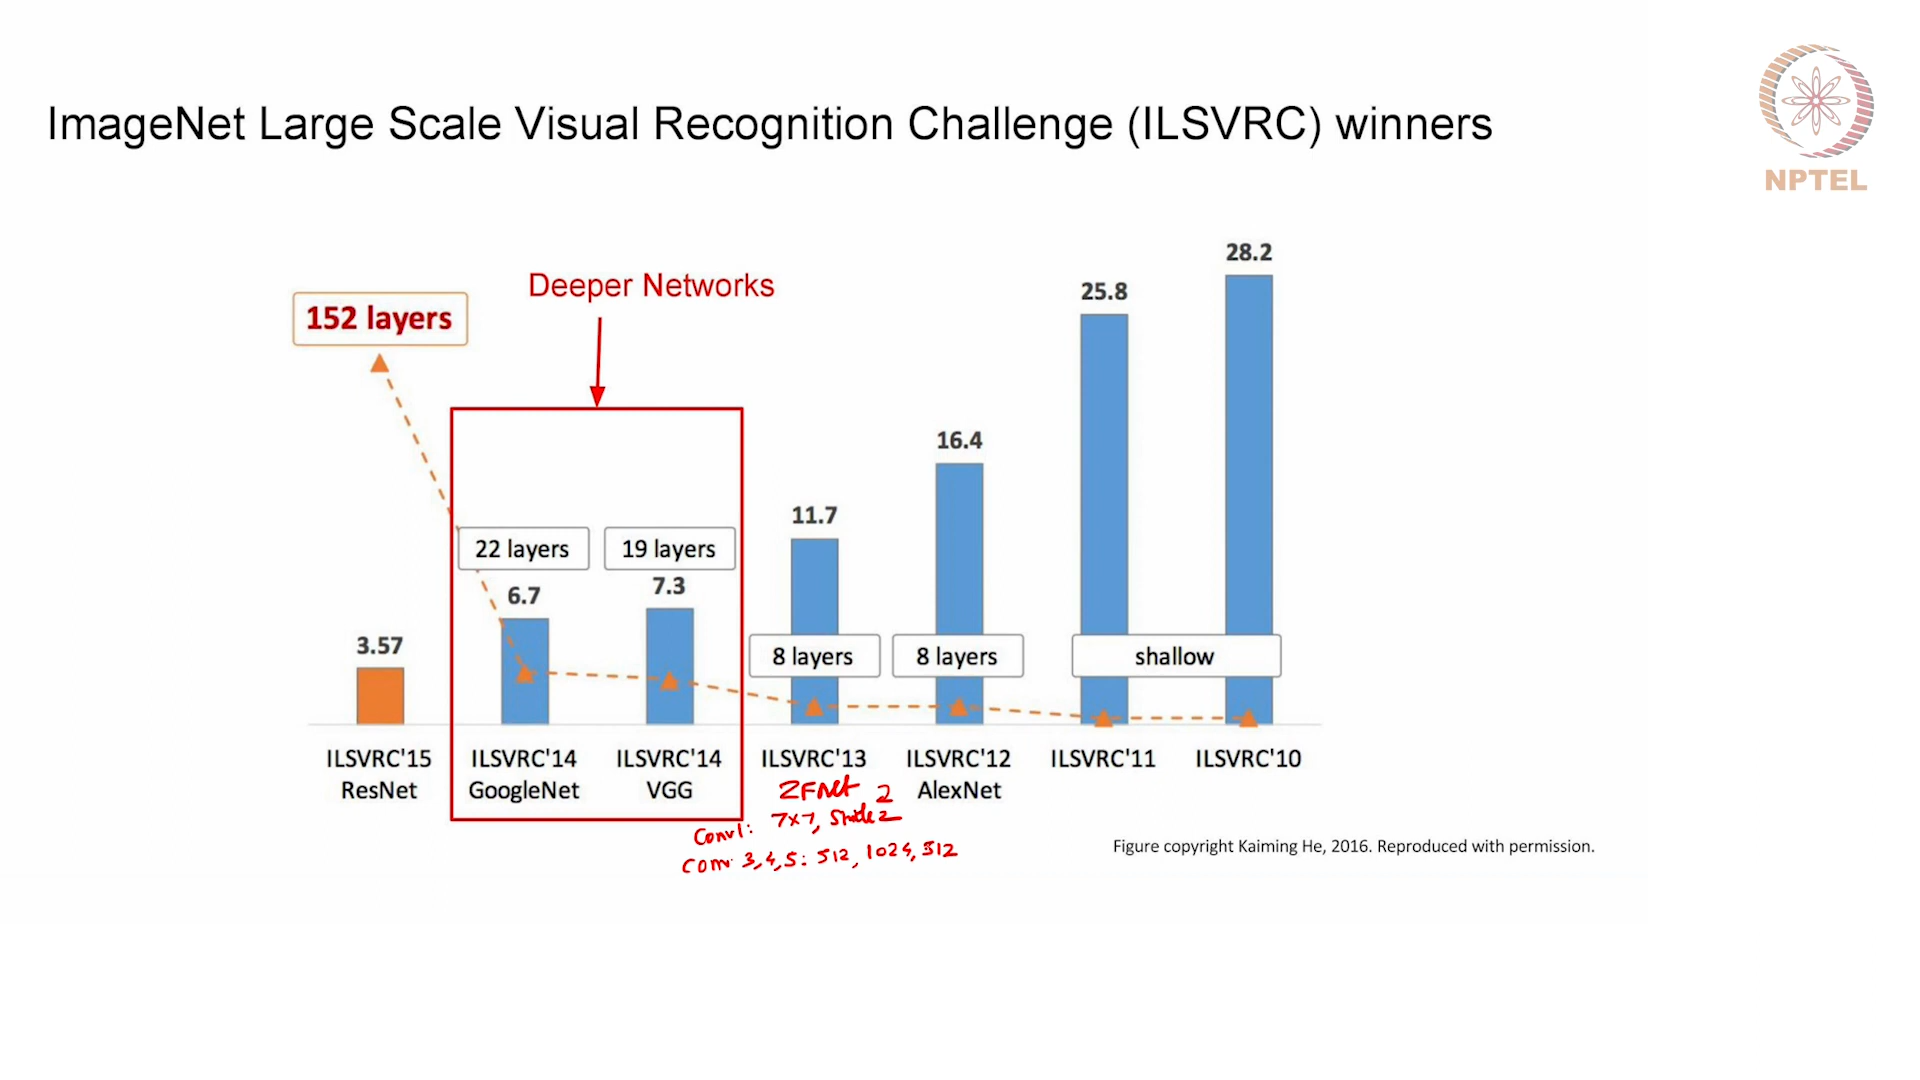 ImageNet Large Scale Visual Recognition Challenge (ILSVRC) winners
NPTEL
28.2
Deeper Networks
25.8
152 layers
16.4
11.7
22 layers
19 layers
6.7
7.3
3.57
8 layers
8 layers
shallow
ILSVRC'15
ILSVRC'14
ILSVRC'14
ILSVRC'13
ILSVRC'12
ILSVRC'11
ILSVRC'10
ResNet
GoogleNet
VGG
ZFNet
2
AlexNet
Conv1: 7x7, Stride 2
Conv 3,4,5: 512, 1024, 512
Figure copyright Kaiming He, 2016. Reproduced with permission.